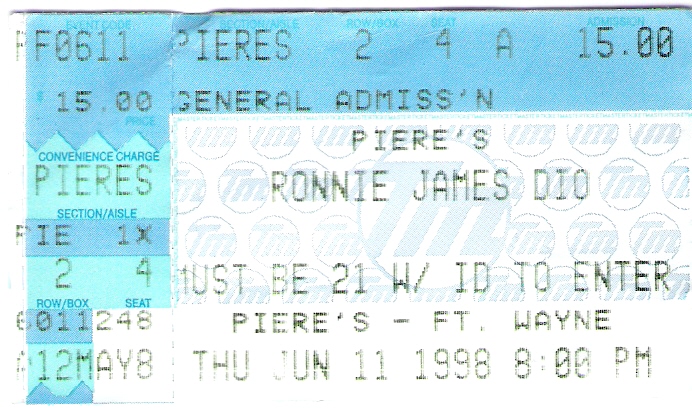 EVENT CODE SECTION/AISLE ROW/BOX SEAT ADMISSION
FF0611 PIERES 2 4 A 15.00
$ 15.00 GENERAL ADMISS'N
PRICE
PIERE'S
CONVENIENCE CHARGE
PIERES RONNIE JAMES DIO
SECTION/AISLE
PIE 1X
2 4 MUST BE 21 W/ ID TO ENTER
ROW/BOX SEAT
6011248 PIERE'S - FT. WAYNE
12MAY8 THU JUN 11 1998 8:00 PM